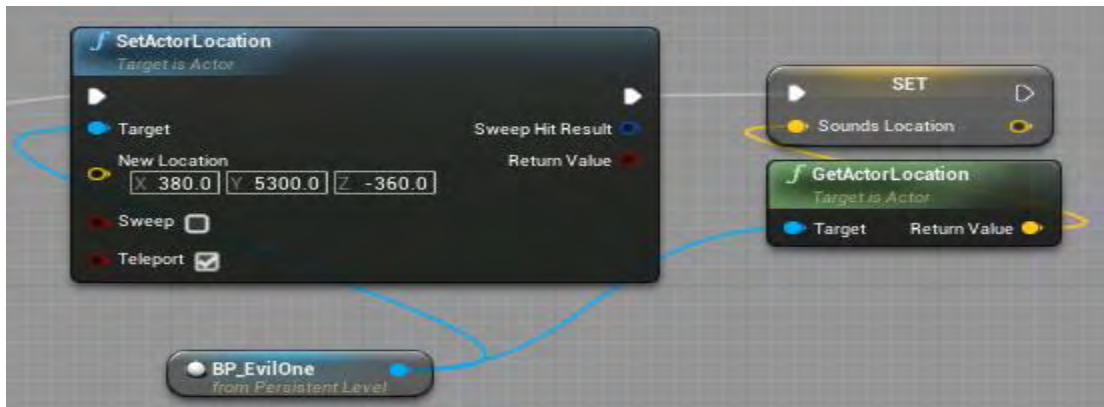 f SetActorLocation
Target is Actor
Target
Sweep Hit Result
New Location
Return Value
X 380.0 Y 5300.0 Z -360.0
Sweep
Teleport
SET
Sounds Location
f GetActorLocation
Target is Actor
Target Return Value
BP_EvilOne
from Persistent Level